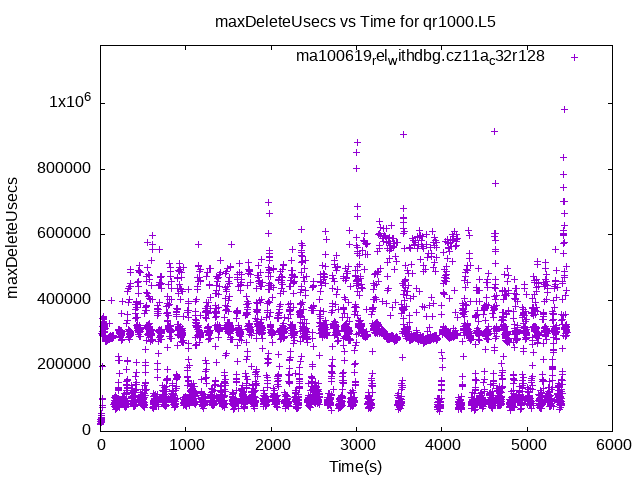 maxDeleteUsecs vs Time for qr1000.L5
ma100619relwithdbg.cz11ac32r128
maxDeleteUsecs
1x10^6
800000
600000
400000
200000
0
0 1000 2000 3000 4000 5000 6000
Time(s)